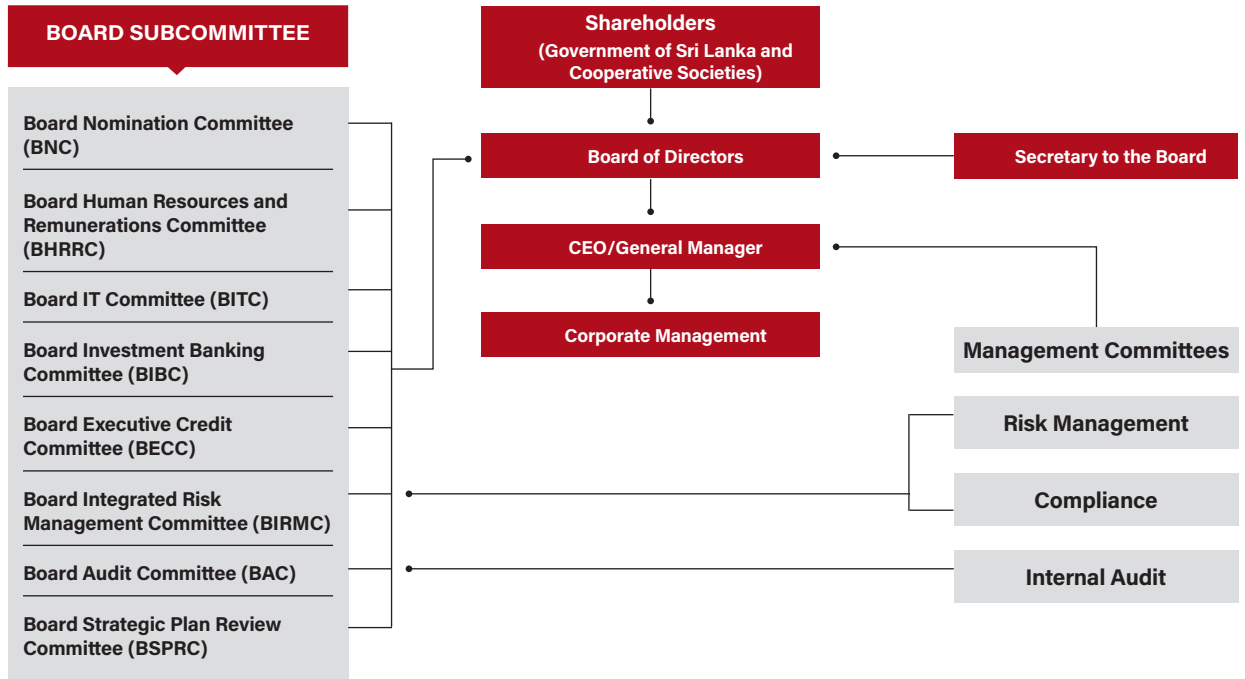 BOARD SUBCOMMITTEE
Board Nomination Committee
(BNC)
Board Human Resources and
Remunerations Committee
(BHRRC)
Board IT Committee (BITC)
Board Investment Banking
Committee (BIBC)
Board Executive Credit
Committee (BECC)
Board Integrated Risk
Management Committee (BIRMC)
Board Audit Committee (BAC)
Board Strategic Plan Review
Committee (BSPRC)
Shareholders
(Government of Sri Lanka and
Cooperative Societies)
Board of Directors
Secretary to the Board
CEO/General Manager
Corporate Management
Management Committees
Risk Management
Compliance
Internal Audit